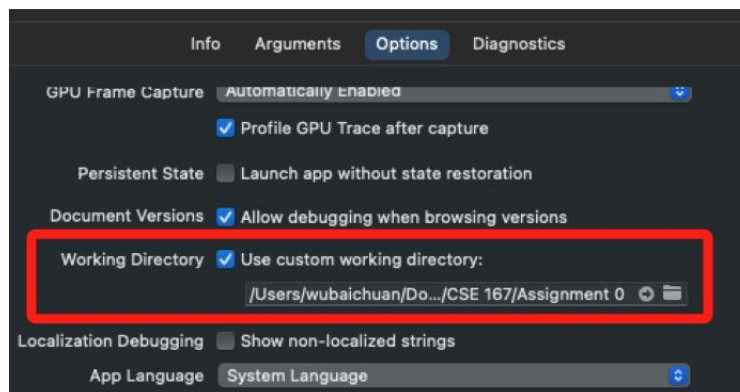 Info Arguments Options Diagnostics
GPU Frame Capture Automatically Enabled
Profile GPU Trace after capture
Persistent State Launch app without state restoration
Document Versions Allow debugging when browsing versions
Working Directory Use custom working directory:
/Users/wubaichuan/Do.../CSE 167/Assignment 0
Localization Debugging Show non-localized strings
App Language System Language